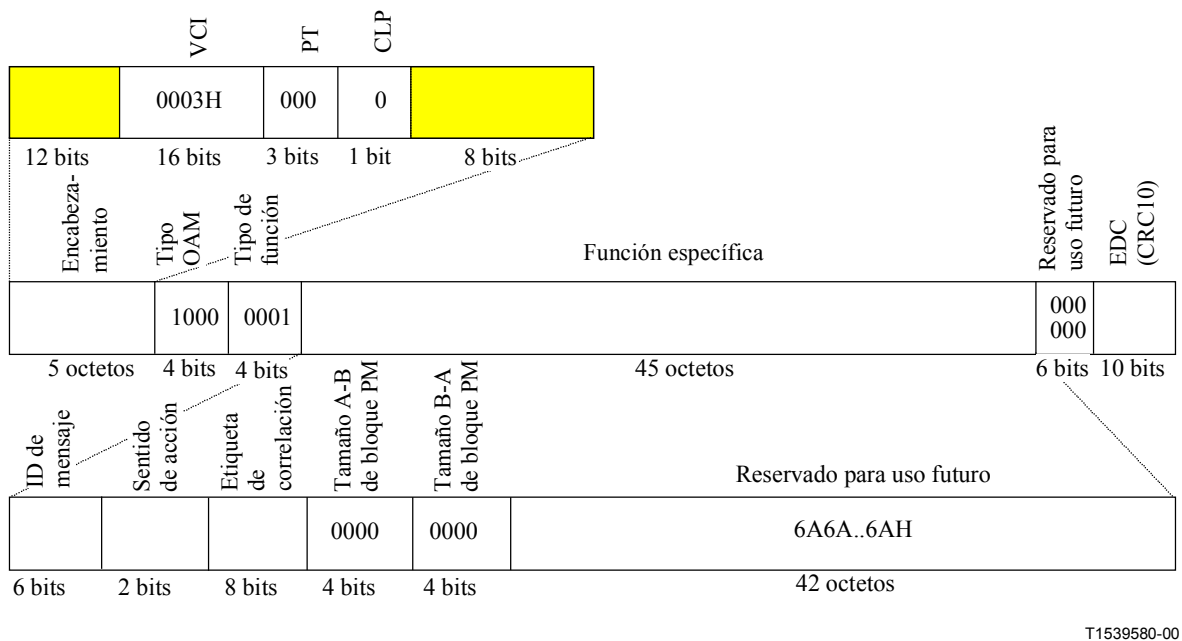 VCI
PT
CLP
0003H
000
0
12 bits
16 bits
3 bits
1 bit
8 bits
Encabeza-
miento
Tipo
OAM
Tipo de
función
Función específica
Reservado para
uso futuro
EDC
(CRC10)
1000
0001
000
000
5 octetos
4 bits
4 bits
45 octetos
6 bits
10 bits
ID de
mensaje
Sentido
de acción
Etiqueta
de
correlación
Tamaño A-B
de bloque PM
Tamaño B-A
de bloque PM
Reservado para uso futuro
0000
0000
6A6A..6AH
6 bits
2 bits
8 bits
4 bits
4 bits
42 octetos
T1539580-00